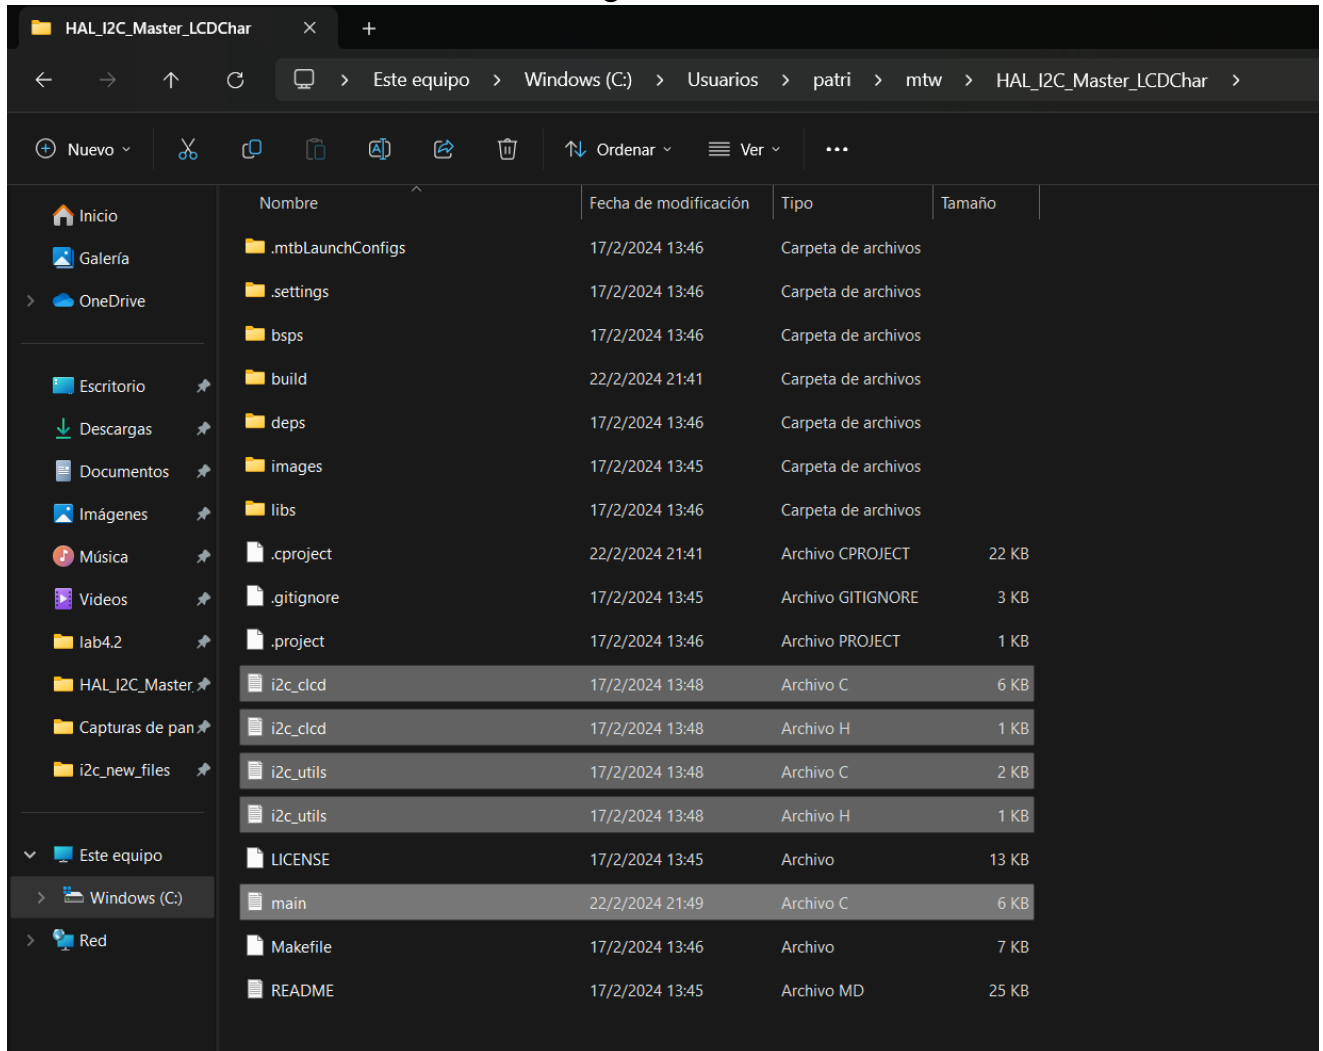 HAL_I2C_Master_LCDChar
Este equipo > Windows (C:) > Usuarios > patri > mtw > HAL_I2C_Master_LCDChar >
Nuevo Ordenar Ver
Nombre Fecha de modificación Tipo Tamaño
Inicio
Galería
OneDrive
Escritorio
Descargas
Documentos
Imágenes
Música
Videos
lab4.2
HAL_I2C_Master_
Capturas de pan
i2c_new_files
Este equipo
Windows (C:)
Red
.mtbLaunchConfigs 17/2/2024 13:46 Carpeta de archivos
.settings 17/2/2024 13:46 Carpeta de archivos
bsps 17/2/2024 13:46 Carpeta de archivos
build 22/2/2024 21:41 Carpeta de archivos
deps 17/2/2024 13:46 Carpeta de archivos
images 17/2/2024 13:45 Carpeta de archivos
libs 17/2/2024 13:46 Carpeta de archivos
.cproject 22/2/2024 21:41 Archivo CPROJECT 22 KB
.gitignore 17/2/2024 13:45 Archivo GITIGNORE 3 KB
.project 17/2/2024 13:46 Archivo PROJECT 1 KB
i2c_clcd 17/2/2024 13:48 Archivo C 6 KB
i2c_clcd 17/2/2024 13:48 Archivo H 1 KB
i2c_utils 17/2/2024 13:48 Archivo C 2 KB
i2c_utils 17/2/2024 13:48 Archivo H 1 KB
LICENSE 17/2/2024 13:45 Archivo 13 KB
main 22/2/2024 21:49 Archivo C 6 KB
Makefile 17/2/2024 13:46 Archivo 7 KB
README 17/2/2024 13:45 Archivo MD 25 KB